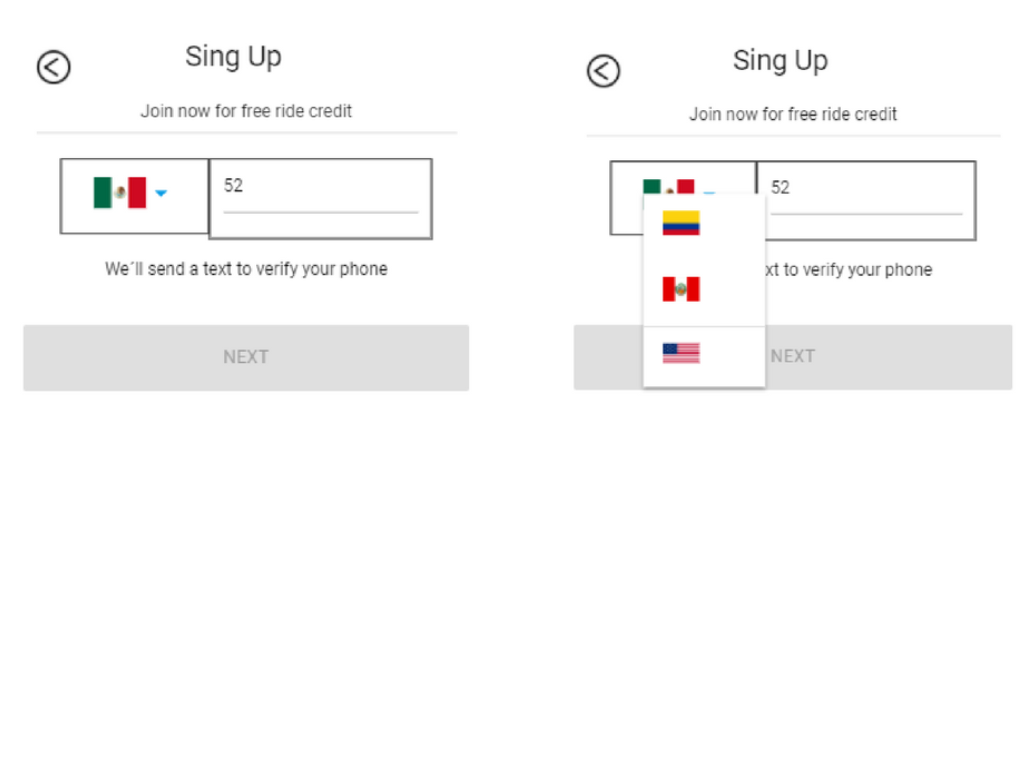 Sing Up
Join now for free ride credit
52
We´ll send a text to verify your phone
NEXT
Sing Up
Join now for free ride credit
52
xt to verify your phone
NEXT